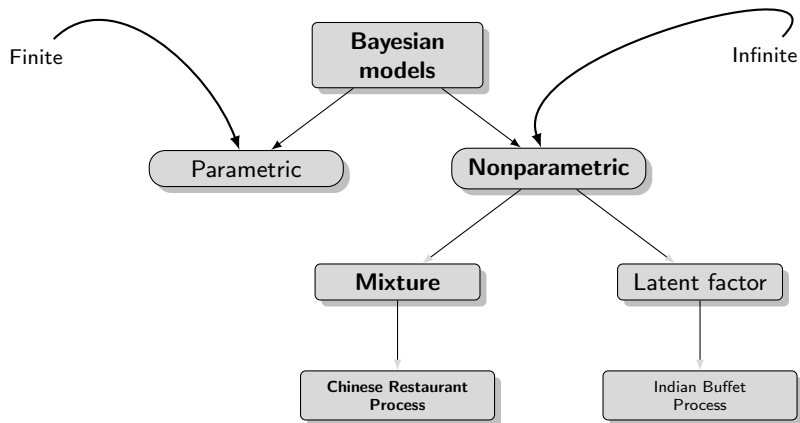 Finite
Bayesian
models
Infinite
Parametric
Nonparametric
Mixture
Latent factor
Chinese Restaurant
Process
Indian Buffet
Process